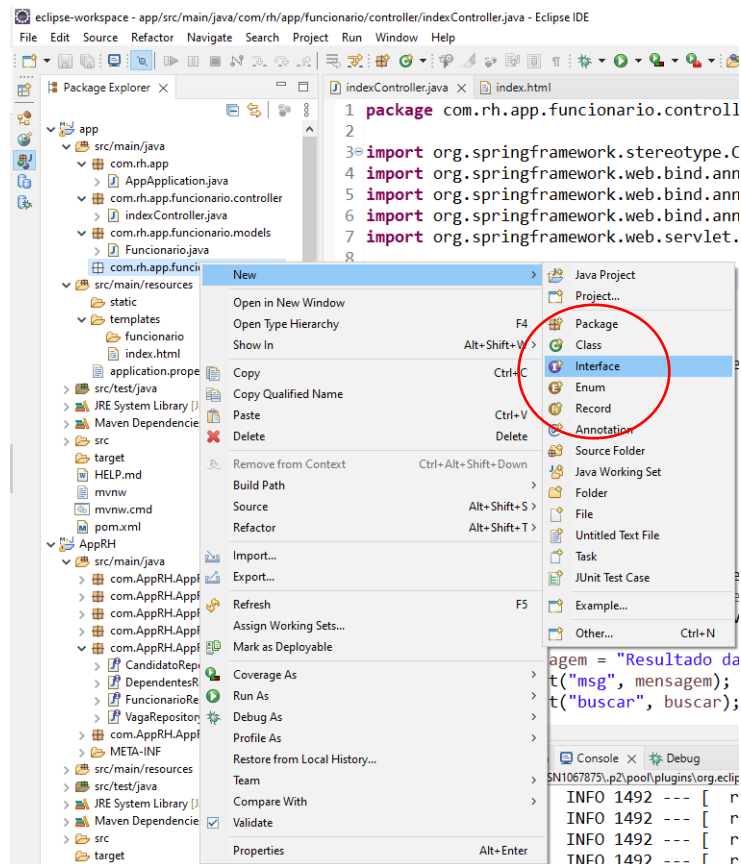 eclipse-workspace - app/src/main/java/com/rh/app/funcionario/controller/indexController.java - Eclipse IDE
File Edit Source Refactor Navigate Search Project Run Window Help
Package Explorer
app
src/main/java
com.rh.app
AppApplication.java
com.rh.app.funcionario.controller
indexController.java
com.rh.app.funcionario.models
Funcionario.java
com.rh.app.funci
src/main/resources
static
templates
funcionario
index.html
application.prope
src/test/java
JRE System Library [J
Maven Dependencie
src
target
HELP.md
mvnw
mvnw.cmd
pom.xml
AppRH
src/main/java
com.AppRH.AppR
com.AppRH.AppR
com.AppRH.AppR
com.AppRH.AppR
com.AppRH.AppR
CandidatoRepo
DependentesR
FuncionarioRe
VagaRepository
com.AppRH.AppR
META-INF
src/main/resources
src/test/java
JRE System Library [J
Maven Dependencie
src
target
indexController.java index.html
1 package com.rh.app.funcionario.controll
2
3 import org.springframework.stereotype.C
4 import org.springframework.web.bind.ann
5 import org.springframework.web.bind.ann
6 import org.springframework.web.bind.ann
7 import org.springframework.web.servlet.
8
New
Open in New Window
Open Type Hierarchy F4
Show In Alt+Shift+W
Copy Ctrl+C
Copy Qualified Name
Paste Ctrl+V
Delete Delete
Remove from Context Ctrl+Alt+Shift+Down
Build Path
Source Alt+Shift+S
Refactor Alt+Shift+T
Import...
Export...
Refresh F5
Assign Working Sets...
Mark as Deployable
Coverage As
Run As
Debug As
Profile As
Restore from Local History...
Team
Compare With
Validate
Properties Alt+Enter
Java Project
Project...
Package
Class
Interface
Enum
Record
Annotation
Source Folder
Java Working Set
Folder
File
Untitled Text File
Task
JUnit Test Case
Example...
Other... Ctrl+N
agem = "Resultado da
t("msg", mensagem);
t("buscar", buscar);
Console Debug
SN1067875\.p2\pool\plugins\org.eclip
INFO 1492 --- [ r
INFO 1492 --- [ r
INFO 1492 --- [ r
INFO 1492 --- [ r